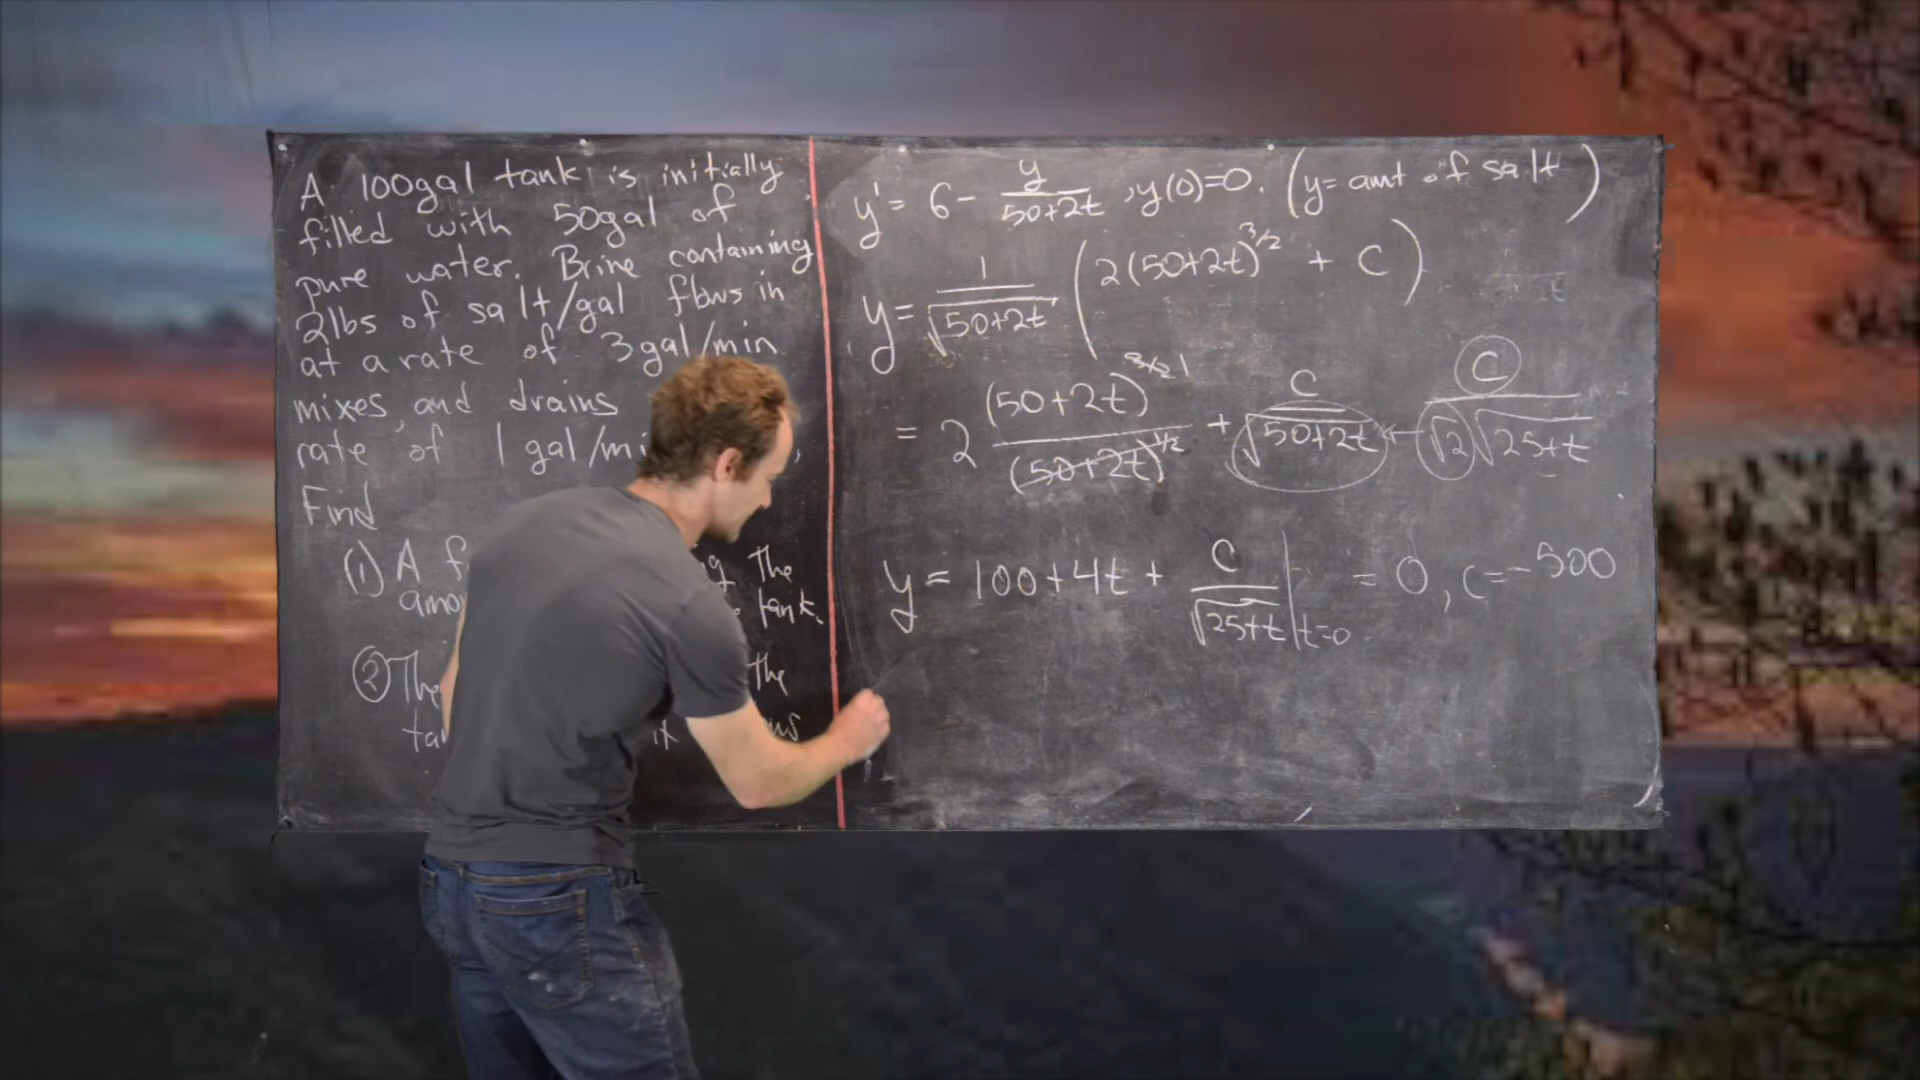 A 100gal tank is initially
filled with 50gal of
pure water. Brine containing
2lbs of salt/gal flows in
at a rate of 3gal/min
mixes, and drains
rate of 1 gal/mi
Find
(1) A f the
amo tank.
② The the
ta
y' = 6 - y/(50+2t), y(0)=0. (y= amt of salt)
y = 1/√(50+2t) (2(50+2t)^3/2 + C)
= 2 (50+2t)^3/2 1 / (50+2t)^1/2 + C/√(50+2t) ← C/(√2 √(25+t))
y = 100+4t + C/√(25+t) |t=0 = 0, C=-500